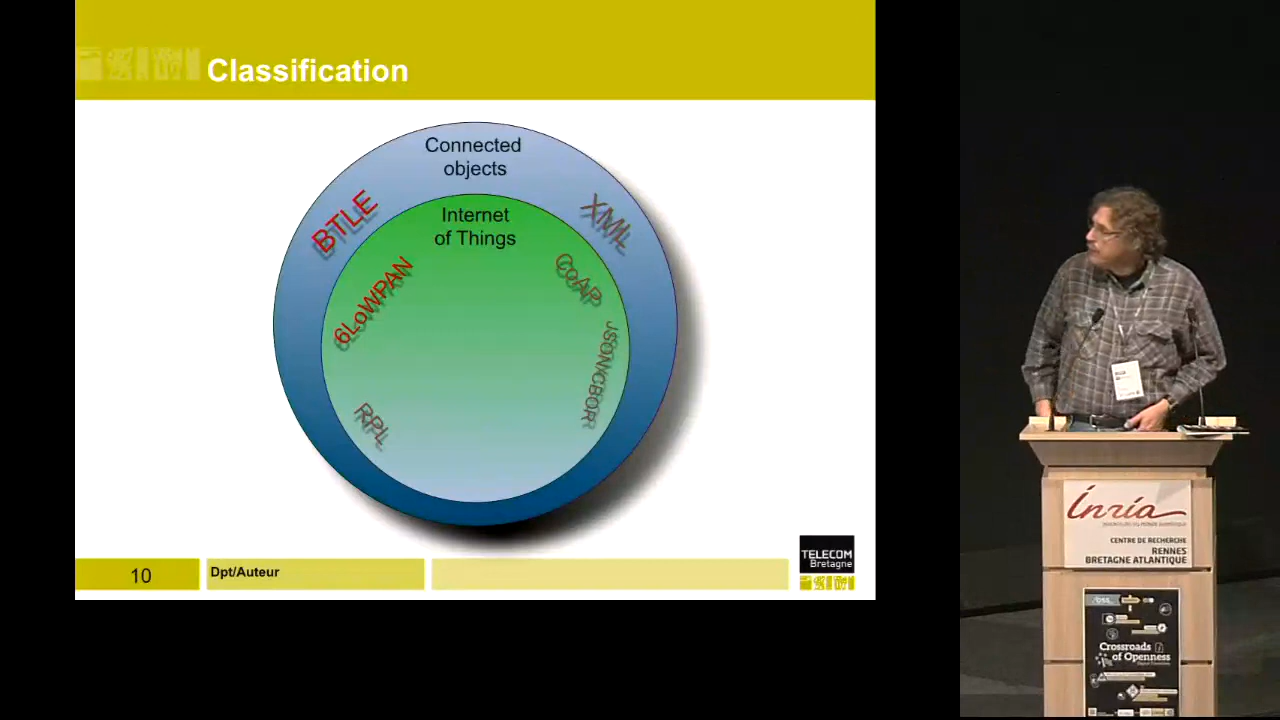 Classification
Connected
objects
Internet
of Things
BTLE
XML
6LoWPAN
CoAP
JSON/CBOR
RPL
10
Dpt/Auteur
TELECOM
Bretagne
Inria
CENTRE DE RECHERCHE
RENNES
BRETAGNE ATLANTIQUE
Crossroads
of Openness